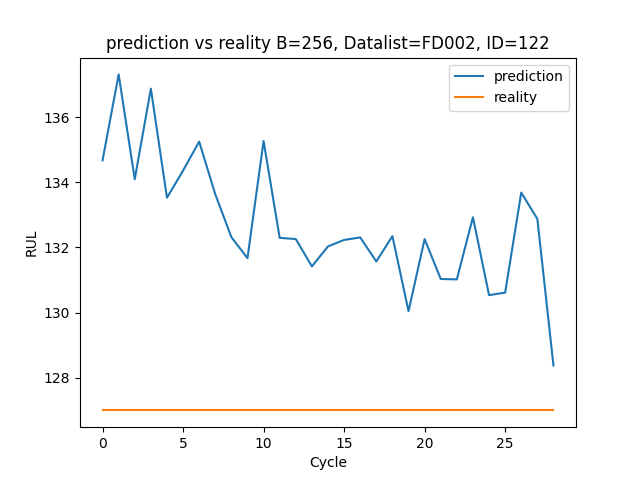 prediction vs reality B=256, Datalist=FD002, ID=122
prediction
reality
RUL
136
134
132
130
128
0 5 10 15 20 25
Cycle